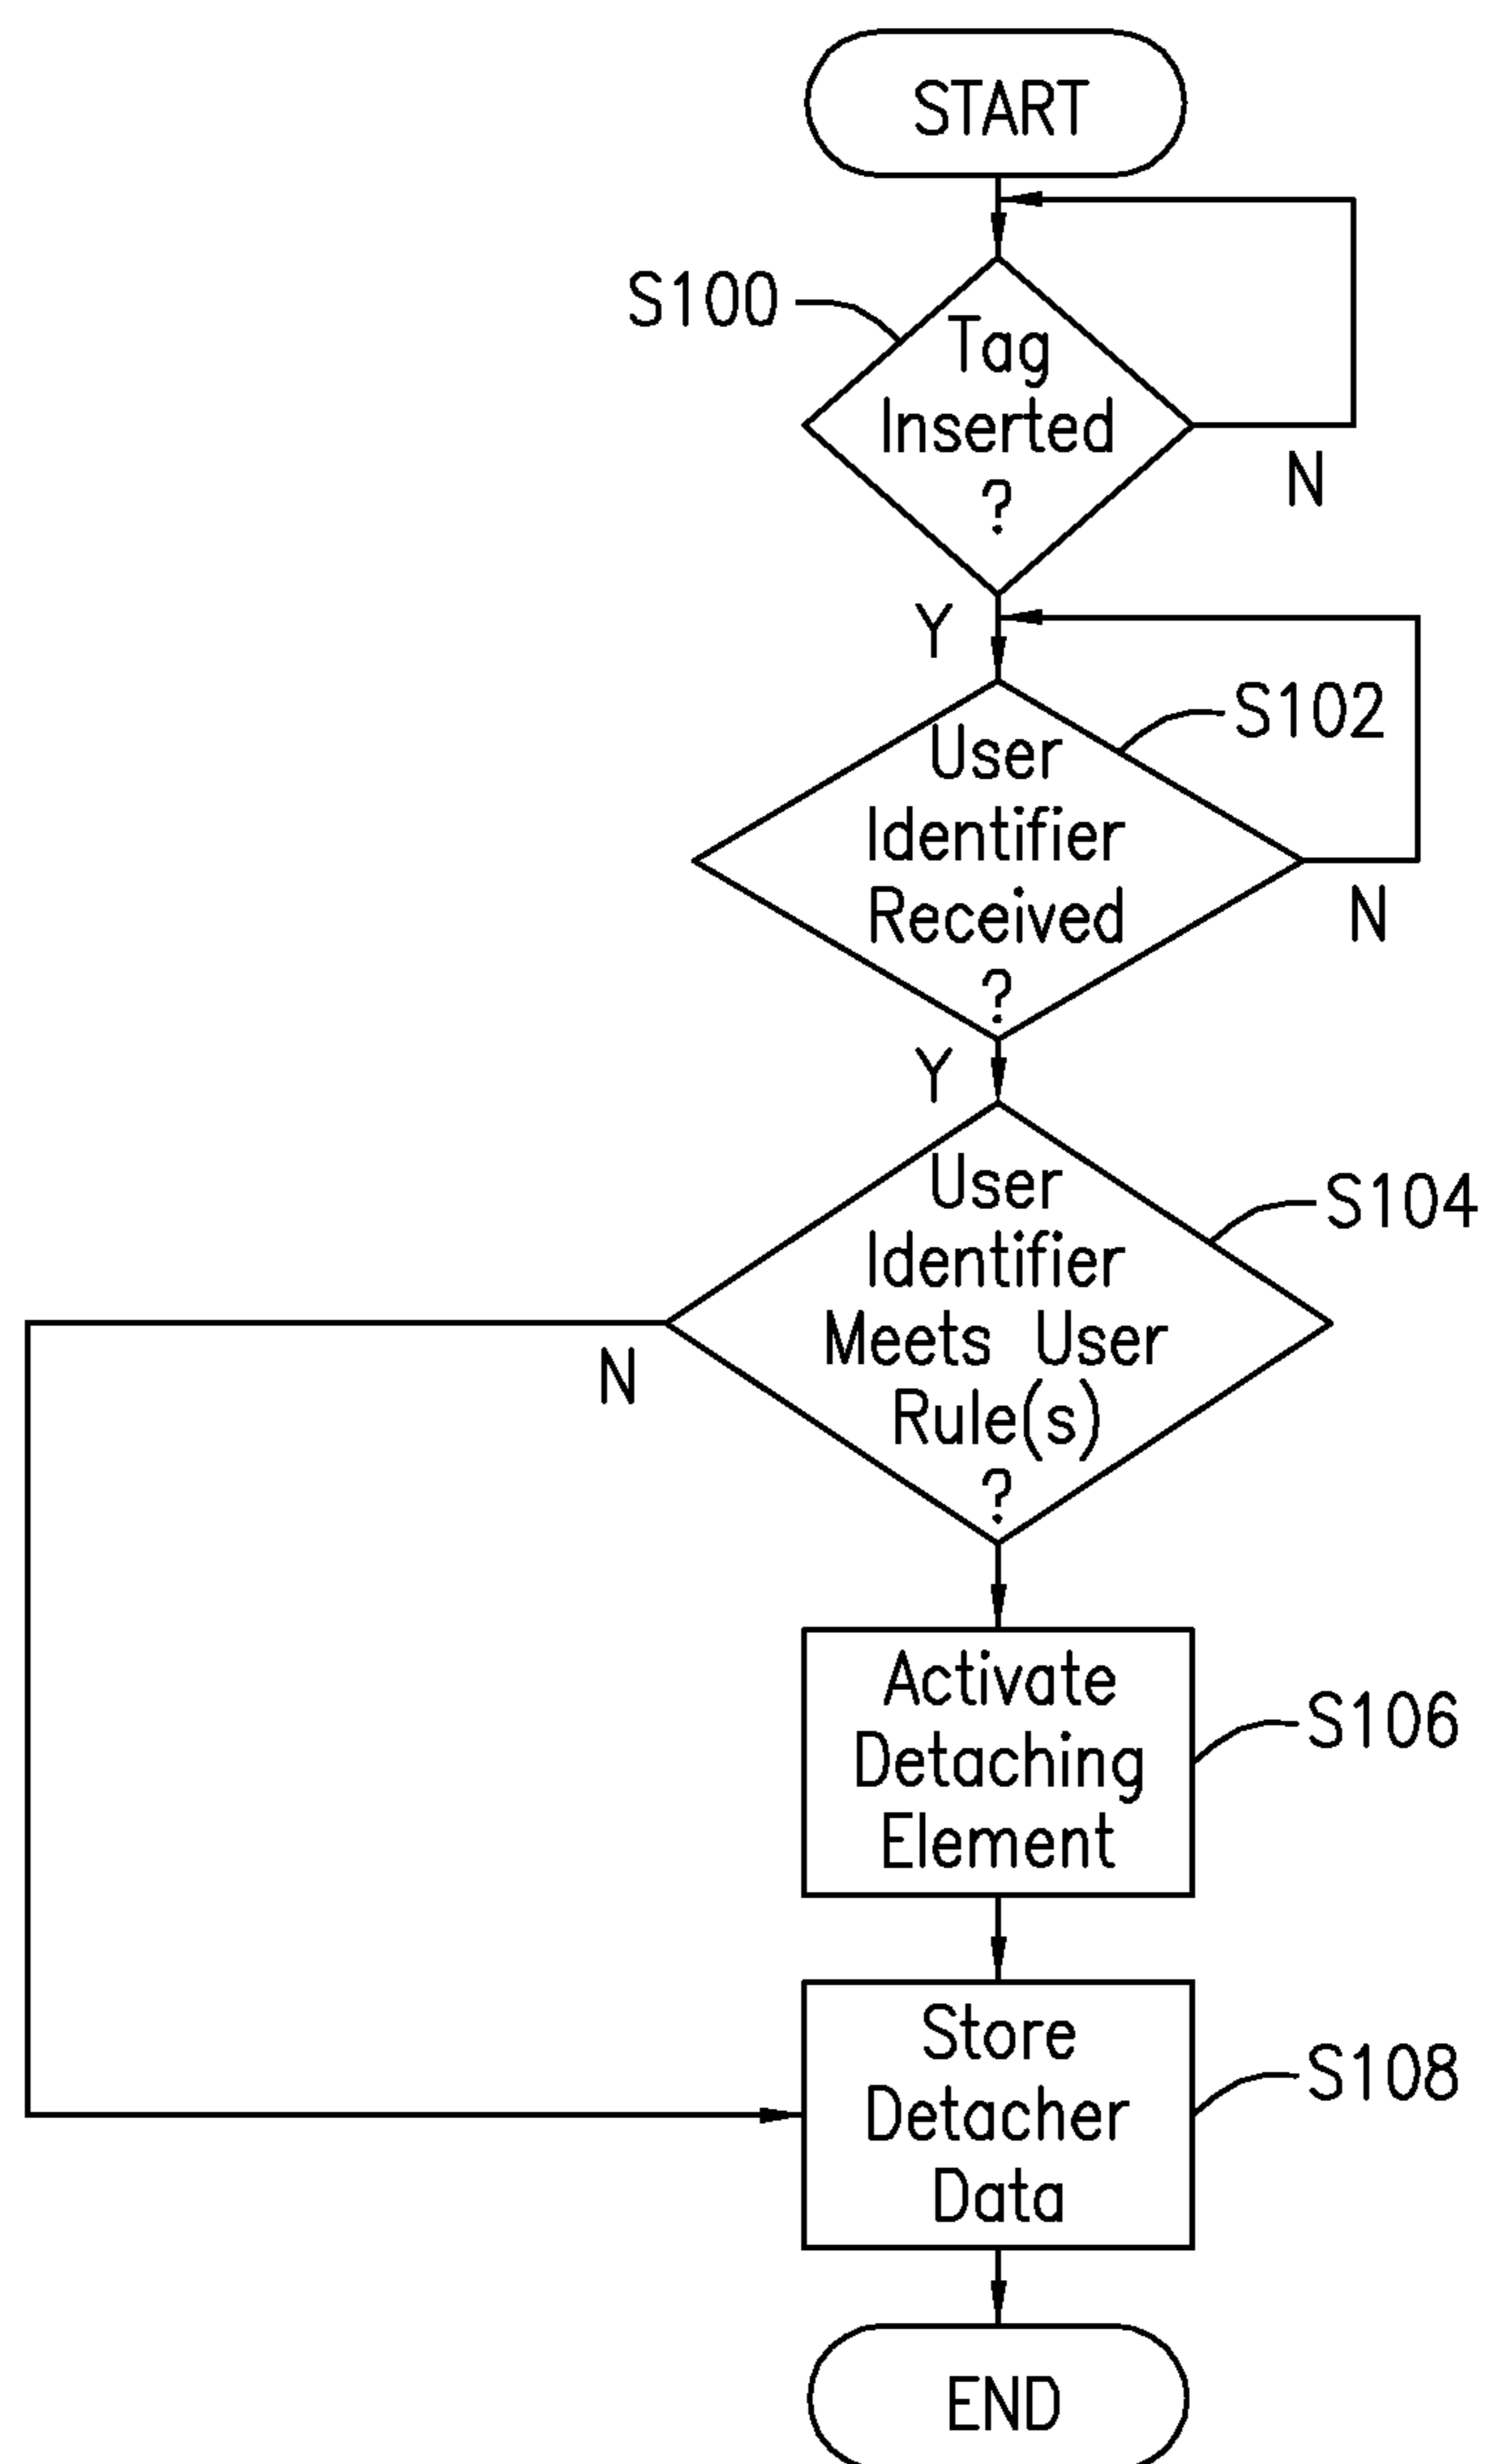 START
S100
Tag
Inserted
?
N
Y
S102
User
Identifier
Received
?
N
Y
S104
User
Identifier
Meets User
Rule(s)
?
N
Activate
Detaching
Element
S106
Store
Detacher
Data
S108
END